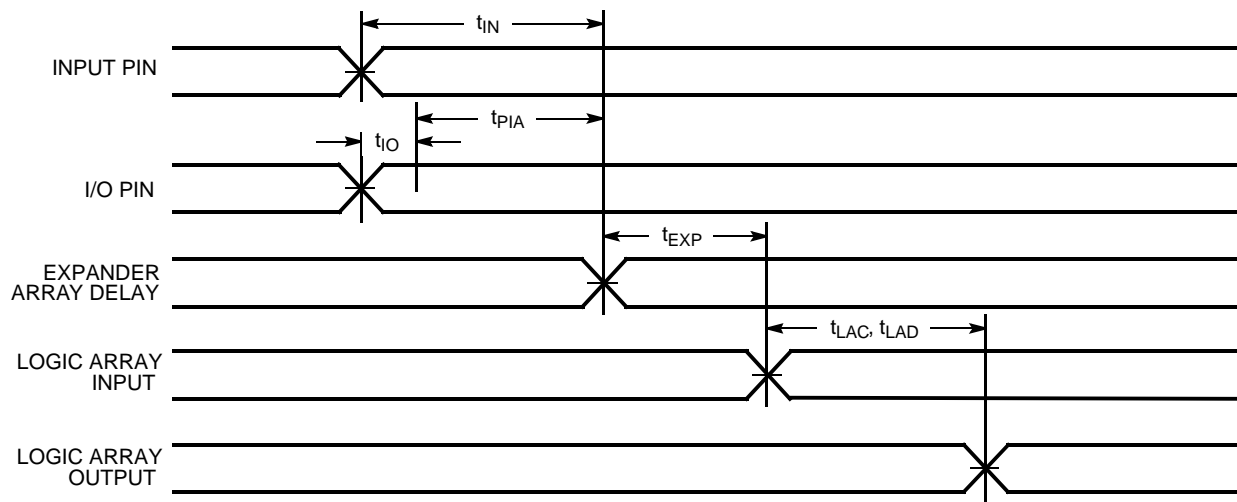 tIN
INPUT PIN
tPIA
tIO
I/O PIN
tEXP
EXPANDER
ARRAY DELAY
tLAC, tLAD
LOGIC ARRAY
INPUT
LOGIC ARRAY
OUTPUT